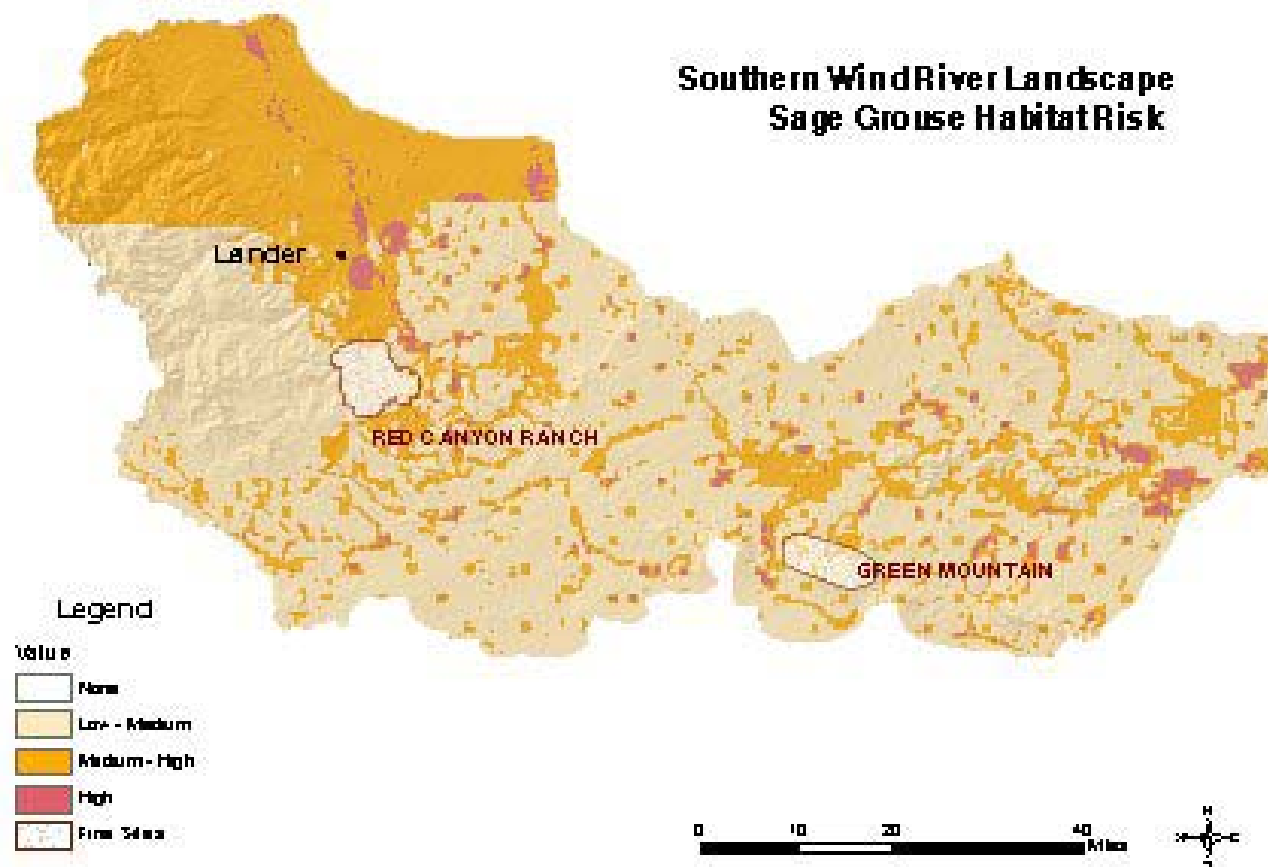 Southern Wind River Landscape
Sage Grouse Habitat Risk
Lander
RED CANYON RANCH
GREEN MOUNTAIN
Legend
Value
None
Low - Medium
Medium - High
High
Sites
0 10 20 40
Miles
N